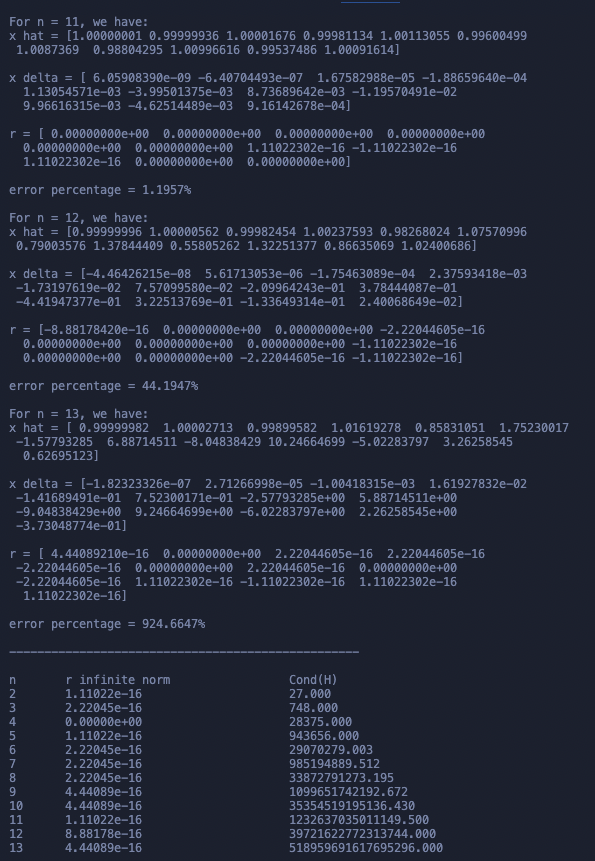 For n = 11, we have:
x hat = [1.00000001 0.99999936 1.00001676 0.99981134 1.00113055 0.99600499
1.0087369  0.98804295 1.00996616 0.99537486 1.00091614]
x delta = [ 6.05908390e-09 -6.40704493e-07  1.67582988e-05 -1.88659640e-04
1.13054571e-03 -3.99501375e-03  8.73689642e-03 -1.19570491e-02
9.96616315e-03 -4.62514489e-03  9.16142678e-04]
r = [ 0.00000000e+00  0.00000000e+00  0.00000000e+00  0.00000000e+00
0.00000000e+00  0.00000000e+00  1.11022302e-16 -1.11022302e-16
1.11022302e-16  0.00000000e+00  0.00000000e+00]
error percentage = 1.1957%
For n = 12, we have:
x hat = [0.99999996 1.00000562 0.99982454 1.00237593 0.98268024 1.07570996
0.79003576 1.37844409 0.55805262 1.32251377 0.86635069 1.02400686]
x delta = [-4.46426215e-08  5.61713053e-06 -1.75463089e-04  2.37593418e-03
-1.73197619e-02  7.57099580e-02 -2.09964243e-01  3.78444087e-01
-4.41947377e-01  3.22513769e-01 -1.33649314e-01  2.40068649e-02]
r = [-8.88178420e-16  0.00000000e+00  0.00000000e+00 -2.22044605e-16
0.00000000e+00  0.00000000e+00  0.00000000e+00 -1.11022302e-16
0.00000000e+00  0.00000000e+00 -2.22044605e-16 -1.11022302e-16]
error percentage = 44.1947%
For n = 13, we have:
x hat = [ 0.99999982  1.00002713  0.99899582  1.01619278  0.85831051  1.75230017
-1.57793285  6.88714511 -8.04838429 10.24664699 -5.02283797  3.26258545
0.62695123]
x delta = [-1.82323326e-07  2.71266998e-05 -1.00418315e-03  1.61927832e-02
-1.41689491e-01  7.52300171e-01 -2.57793285e+00  5.88714511e+00
-9.04838429e+00  9.24664699e+00 -6.02283797e+00  2.26258545e+00
-3.73048774e-01]
r = [ 4.44089210e-16  0.00000000e+00  2.22044605e-16  2.22044605e-16
-2.22044605e-16  0.00000000e+00  2.22044605e-16  0.00000000e+00
-2.22044605e-16  1.11022302e-16 -1.11022302e-16  1.11022302e-16
1.11022302e-16]
error percentage = 924.6647%
__________________________________________________
n       r infinite norm                 Cond(H)
2       1.11022e-16                     27.000
3       2.22045e-16                     748.000
4       0.00000e+00                     28375.000
5       1.11022e-16                     943656.000
6       2.22045e-16                     29070279.003
7       2.22045e-16                     985194889.512
8       2.22045e-16                     33872791273.195
9       4.44089e-16                     1099651742192.672
10      4.44089e-16                     35354519195136.430
11      1.11022e-16                     1232637035011149.500
12      8.88178e-16                     39721622772313744.000
13      4.44089e-16                     518959691617695296.000